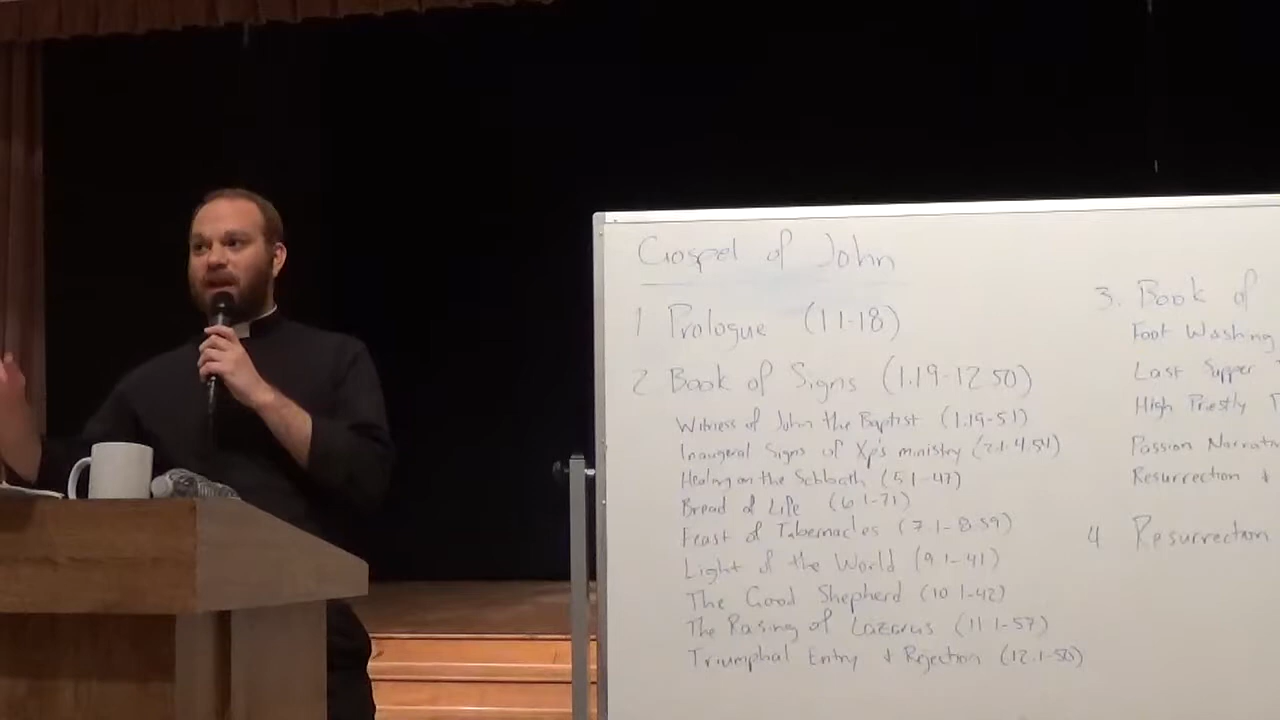 Gospel of John
1 Prologue (1 1-18)
2 Book of Signs (1.19-12 50)
Witness of John the Baptist (1.19-51)
Inaugural Signs of Xp's ministry (2.1-4.54)
Healing on the Sabbath (5.1-47)
Bread of Life (6 1-71)
Feast of Tabernacles (7.1-8.59)
Light of the World (9.1-41)
The Good Shepherd (10 1-42)
The Raising of Lazarus (11 1-57)
Triumphal Entry + Rejection (12.1-50)
3. Book of
Foot Washing
Last Supper
High Priestly
Passion Narrat
Resurrection +
4 Resurrection